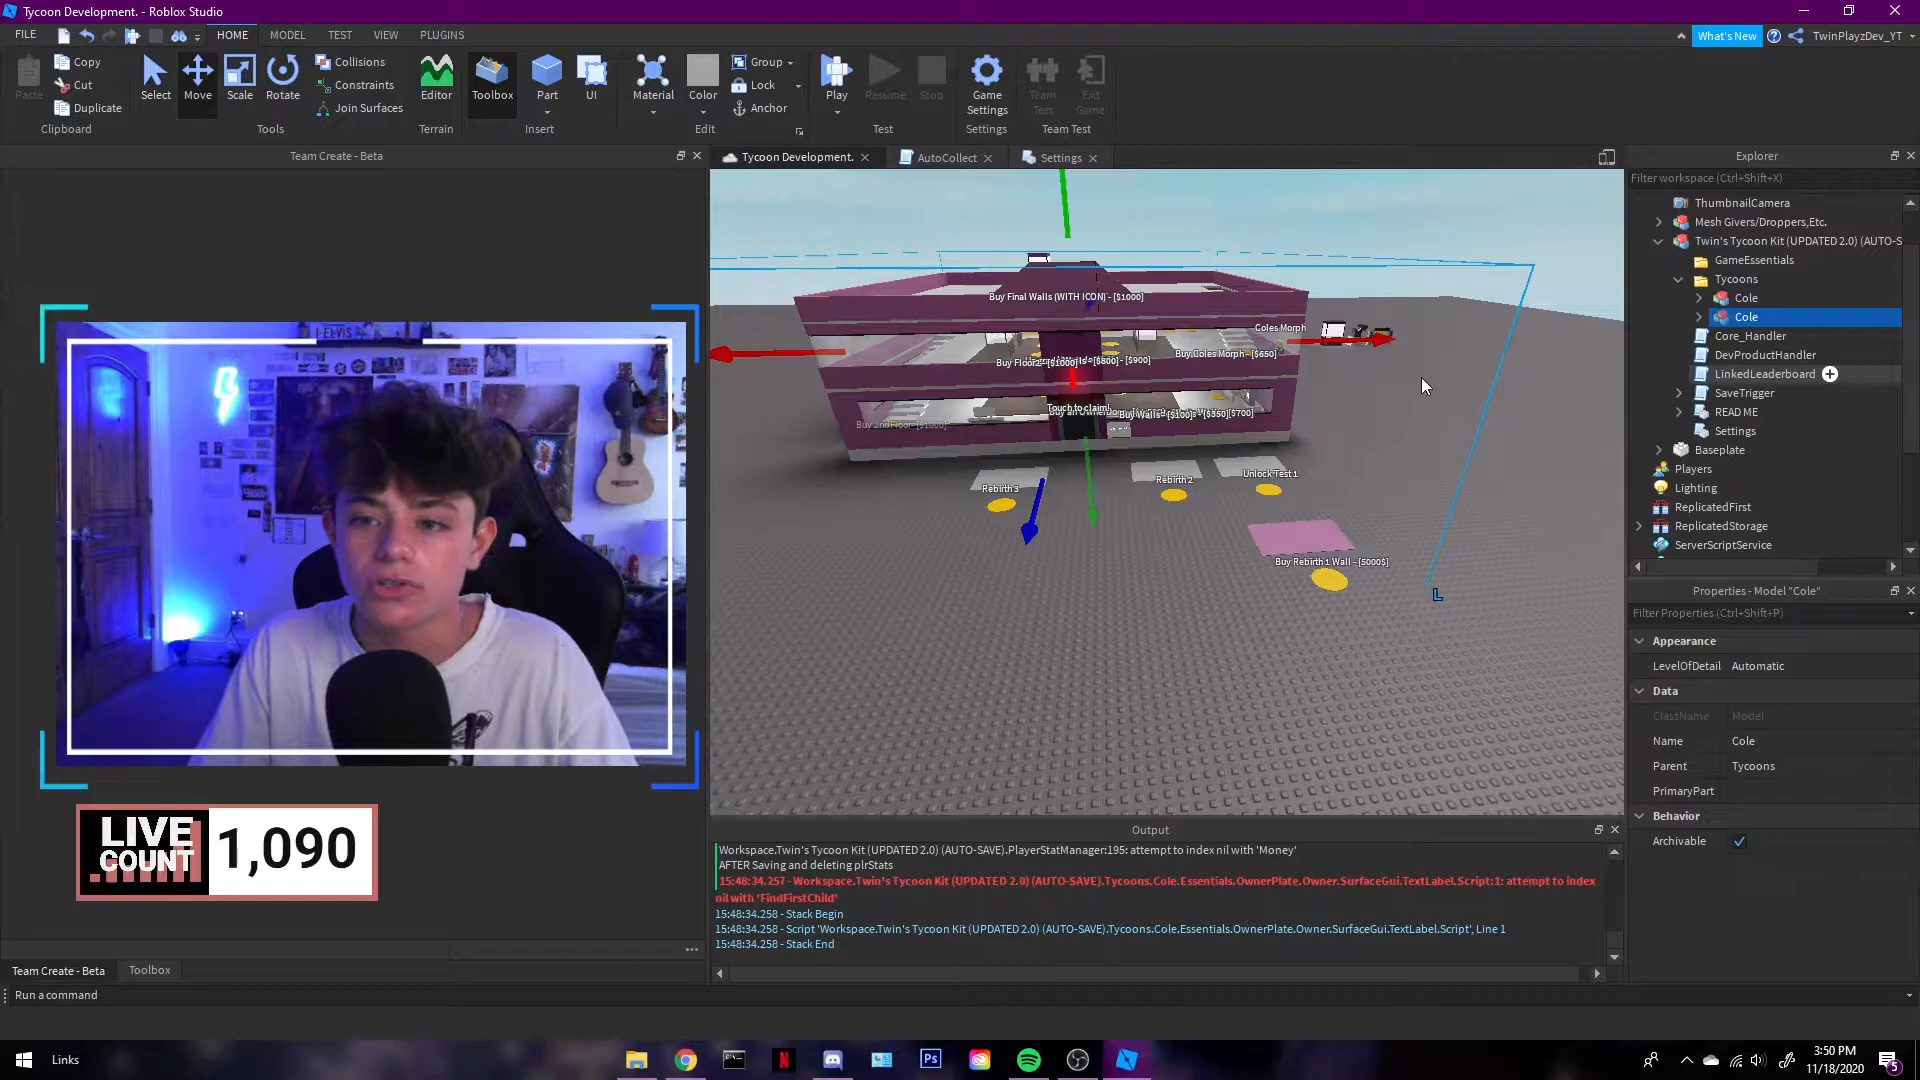 Tycoon Development. - Roblox Studio
FILE
HOME
MODEL
TEST
VIEW
PLUGINS
What's New
TwinPlayzDev_YT
Paste
Copy
Cut
Duplicate
Clipboard
Select
Move
Scale
Rotate
Collisions
Constraints
Join Surfaces
Tools
Editor
Terrain
Toolbox
Part
UI
Insert
Material
Color
Group
Lock
Anchor
Edit
Play
Resume
Stop
Test
Game
Settings
Settings
Team
Test
Exit
Game
Team Test
Team Create - Beta
Tycoon Development.
AutoCollect
Settings
Explorer
Filter workspace (Ctrl+Shift+X)
ThumbnailCamera
Mesh Givers/Droppers,Etc.
Twin's Tycoon Kit (UPDATED 2.0) (AUTO-S
GameEssentials
Tycoons
Cole
Cole
Core_Handler
DevProductHandler
LinkedLeaderboard
SaveTrigger
READ ME
Settings
Baseplate
Players
Lighting
ReplicatedFirst
ReplicatedStorage
ServerScriptService
Buy Final Walls (WITH ICON) - [$1000]
Coles Morph
Buy Coles Morph - [$650]
Touch to claim!
Buy 2nd Floor - [$1000]
Rebirth 3
Rebirth 2
Unlock Test 1
Buy Rebirth 1 Wall - [5000$]
LIVE
COUNT
1,090
Properties - Model "Cole"
Filter Properties (Ctrl+Shift+P)
Appearance
LevelOfDetail Automatic
Data
ClassName Model
Name Cole
Parent Tycoons
PrimaryPart
Behavior
Archivable
Output
Workspace.Twin's Tycoon Kit (UPDATED 2.0) (AUTO-SAVE).PlayerStatManager:195: attempt to index nil with 'Money'
AFTER Saving and deleting plrStats
15:48:34.257 - Workspace.Twin's Tycoon Kit (UPDATED 2.0) (AUTO-SAVE).Tycoons.Cole.Essentials.OwnerPlate.Owner.SurfaceGui.TextLabel.Script:1: attempt to index
nil with 'FindFirstChild'
15:48:34.258 - Stack Begin
15:48:34.258 - Script 'Workspace.Twin's Tycoon Kit (UPDATED 2.0) (AUTO-SAVE).Tycoons.Cole.Essentials.OwnerPlate.Owner.SurfaceGui.TextLabel.Script', Line 1
15:48:34.258 - Stack End
Team Create - Beta
Toolbox
Run a command
Links
Ps
3:50 PM
11/18/2020
5